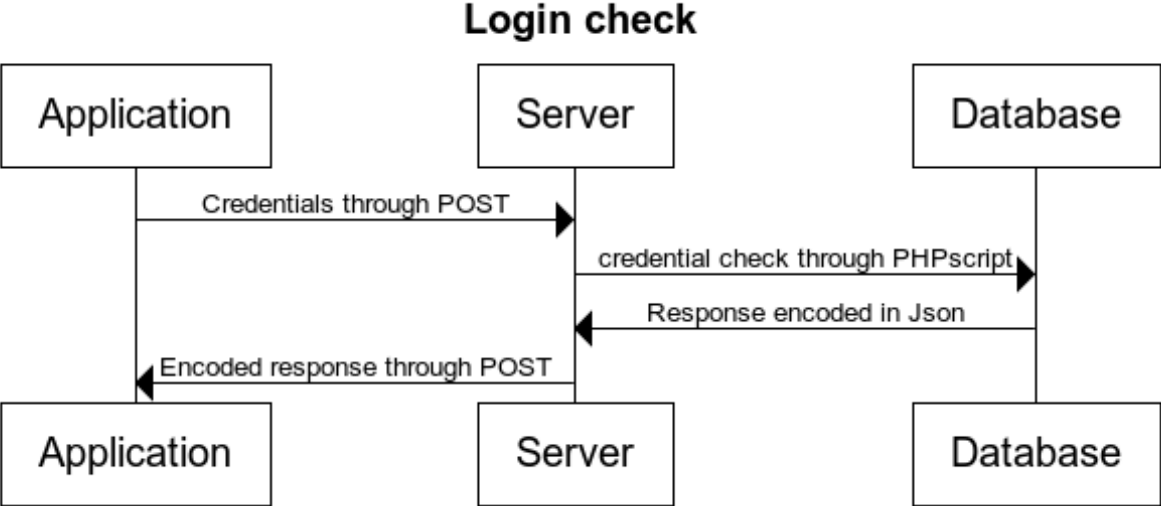 Login check
Application
Server
Database
Credentials through POST
credential check through PHPscript
Response encoded in Json
Encoded response through POST
Application
Server
Database